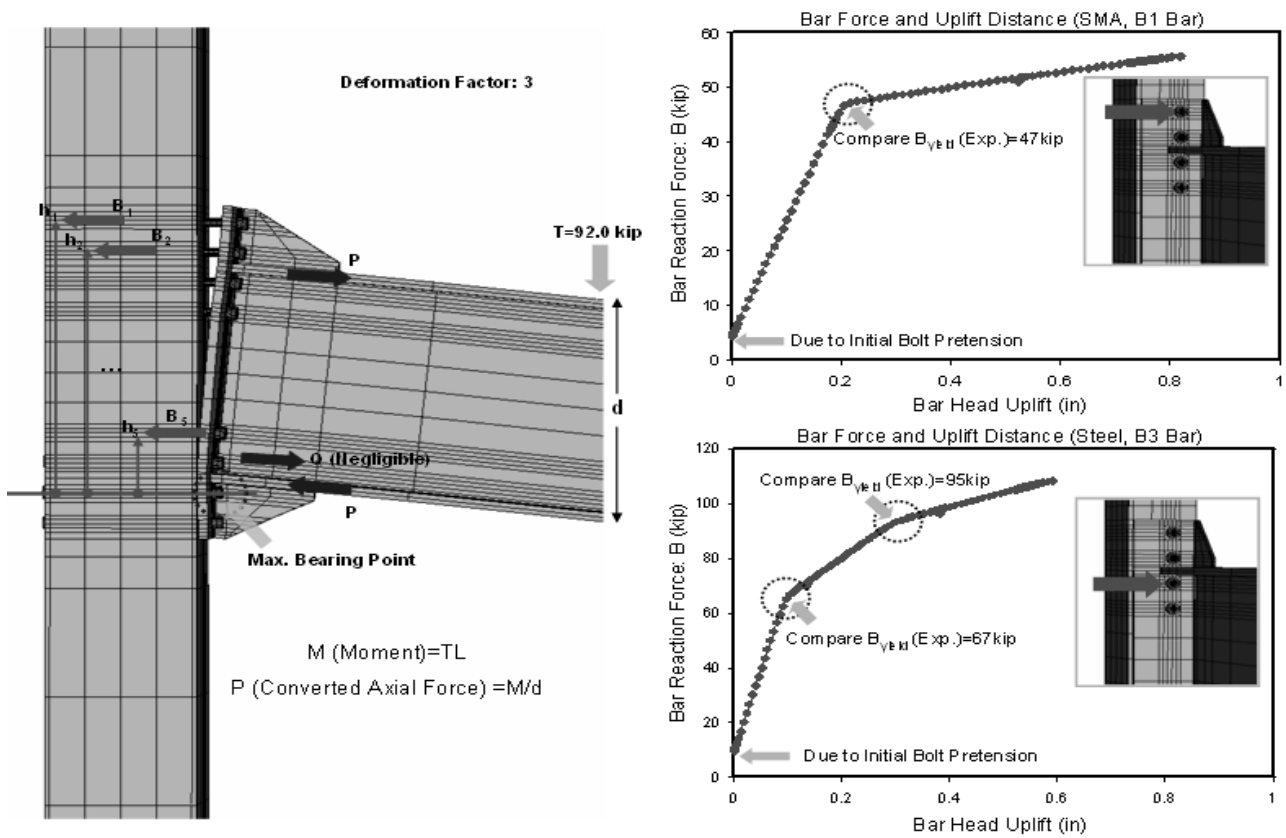 Deformation Factor: 3
h1
B1
h2
B2
P
T=92.0 kip
...
d
h5
B5
Q (Negligible)
P
Max. Bearing Point
M (Moment)=TL
P (Converted Axial Force) =M/d
Bar Force and Uplift Distance (SMA, B1 Bar)
Bar Reaction Force: B (kip)
60
50
40
30
20
10
0
Compare Byield (Exp.)=47kip
Due to Initial Bolt Pretension
0
0.2
0.4
0.6
0.8
1
Bar Head Uplift (in)
Bar Force and Uplift Distance (Steel, B3 Bar)
Bar Reaction Force: B (kip)
120
100
80
60
40
20
0
Compare Byield (Exp.)=95kip
Compare Byield (Exp.)=67kip
Due to Initial Bolt Pretension
0
0.2
0.4
0.6
0.8
1
Bar Head Uplift (in)